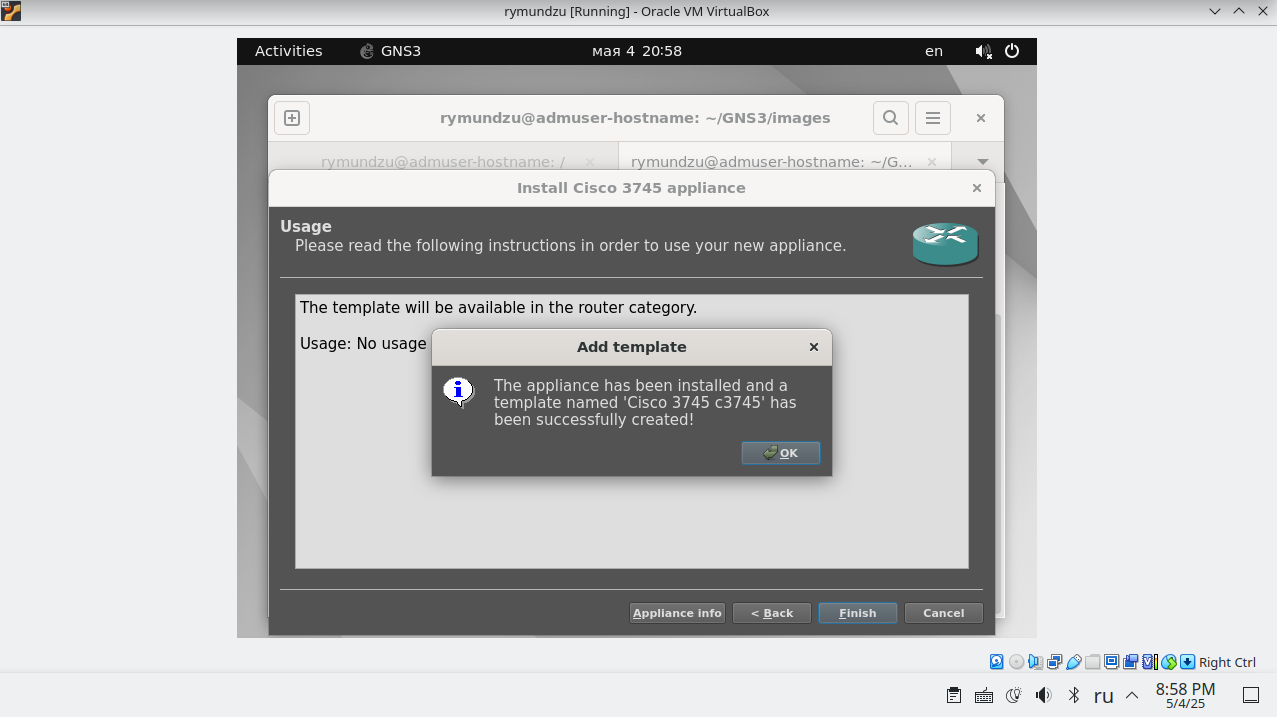 rymundzu [Running] - Oracle VM VirtualBox
Activities GNS3 мая 4 20:58 en
rymundzu@admuser-hostname: ~/GNS3/images
rymundzu@admuser-hostname: /
rymundzu@admuser-hostname: ~/G...
Install Cisco 3745 appliance
Usage
Please read the following instructions in order to use your new appliance.
The template will be available in the router category.
Usage: No usage
Add template
The appliance has been installed and a
template named 'Cisco 3745 c3745' has
been successfully created!
OK
Appliance info < Back Finish Cancel
Right Ctrl
ru 8:58 PM
5/4/25